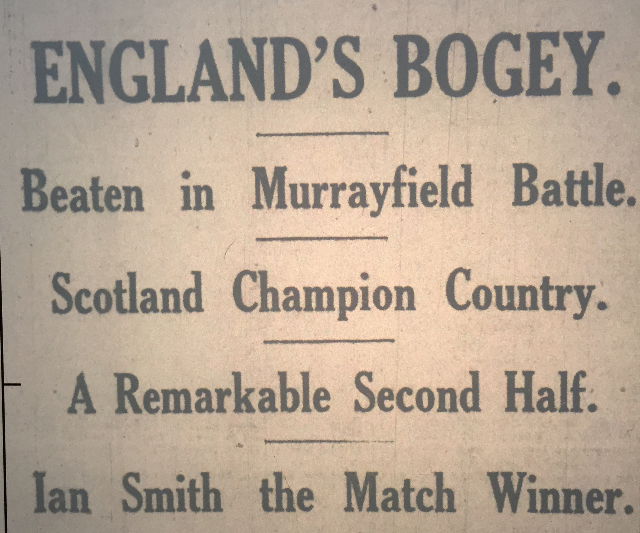 ENGLAND'S BOGEY.
Beaten in Murrayfield Battle.
Scotland Champion Country.
A Remarkable Second Half.
Ian Smith the Match Winner.